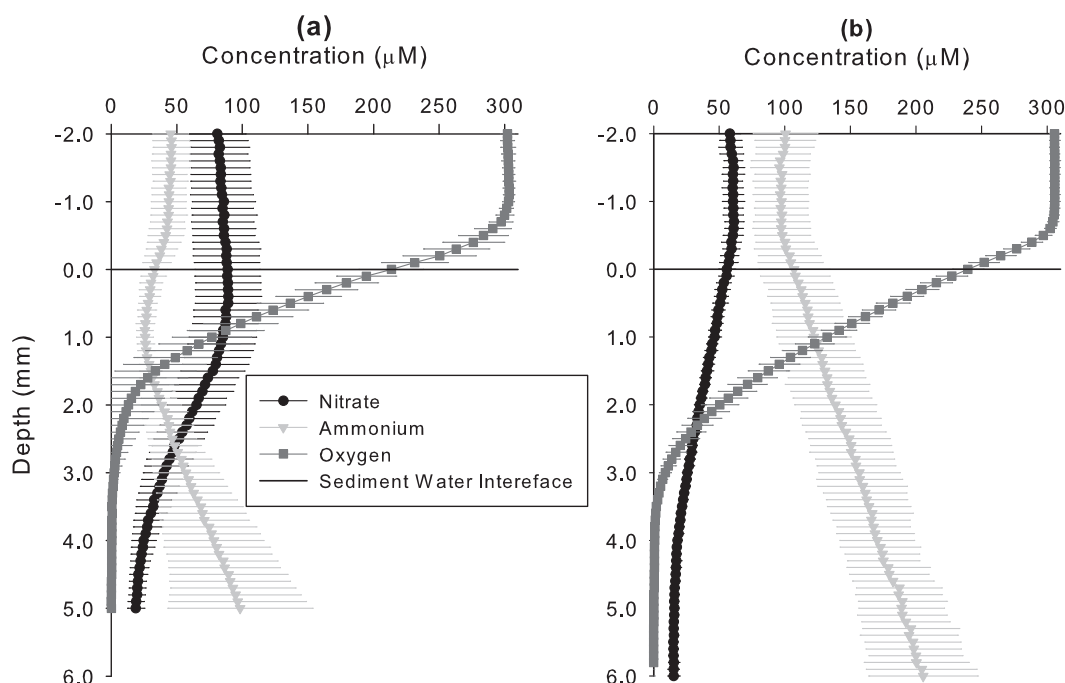 (a)
Concentration (μM)
0 50 100 150 200 250 300
-2.0
-1.0
0.0
1.0
2.0
3.0
4.0
5.0
6.0
Depth (mm)
Nitrate
Ammonium
Oxygen
Sediment Water Intereface
(b)
Concentration (μM)
0 50 100 150 200 250 300
-2.0
-1.0
0.0
1.0
2.0
3.0
4.0
5.0
6.0